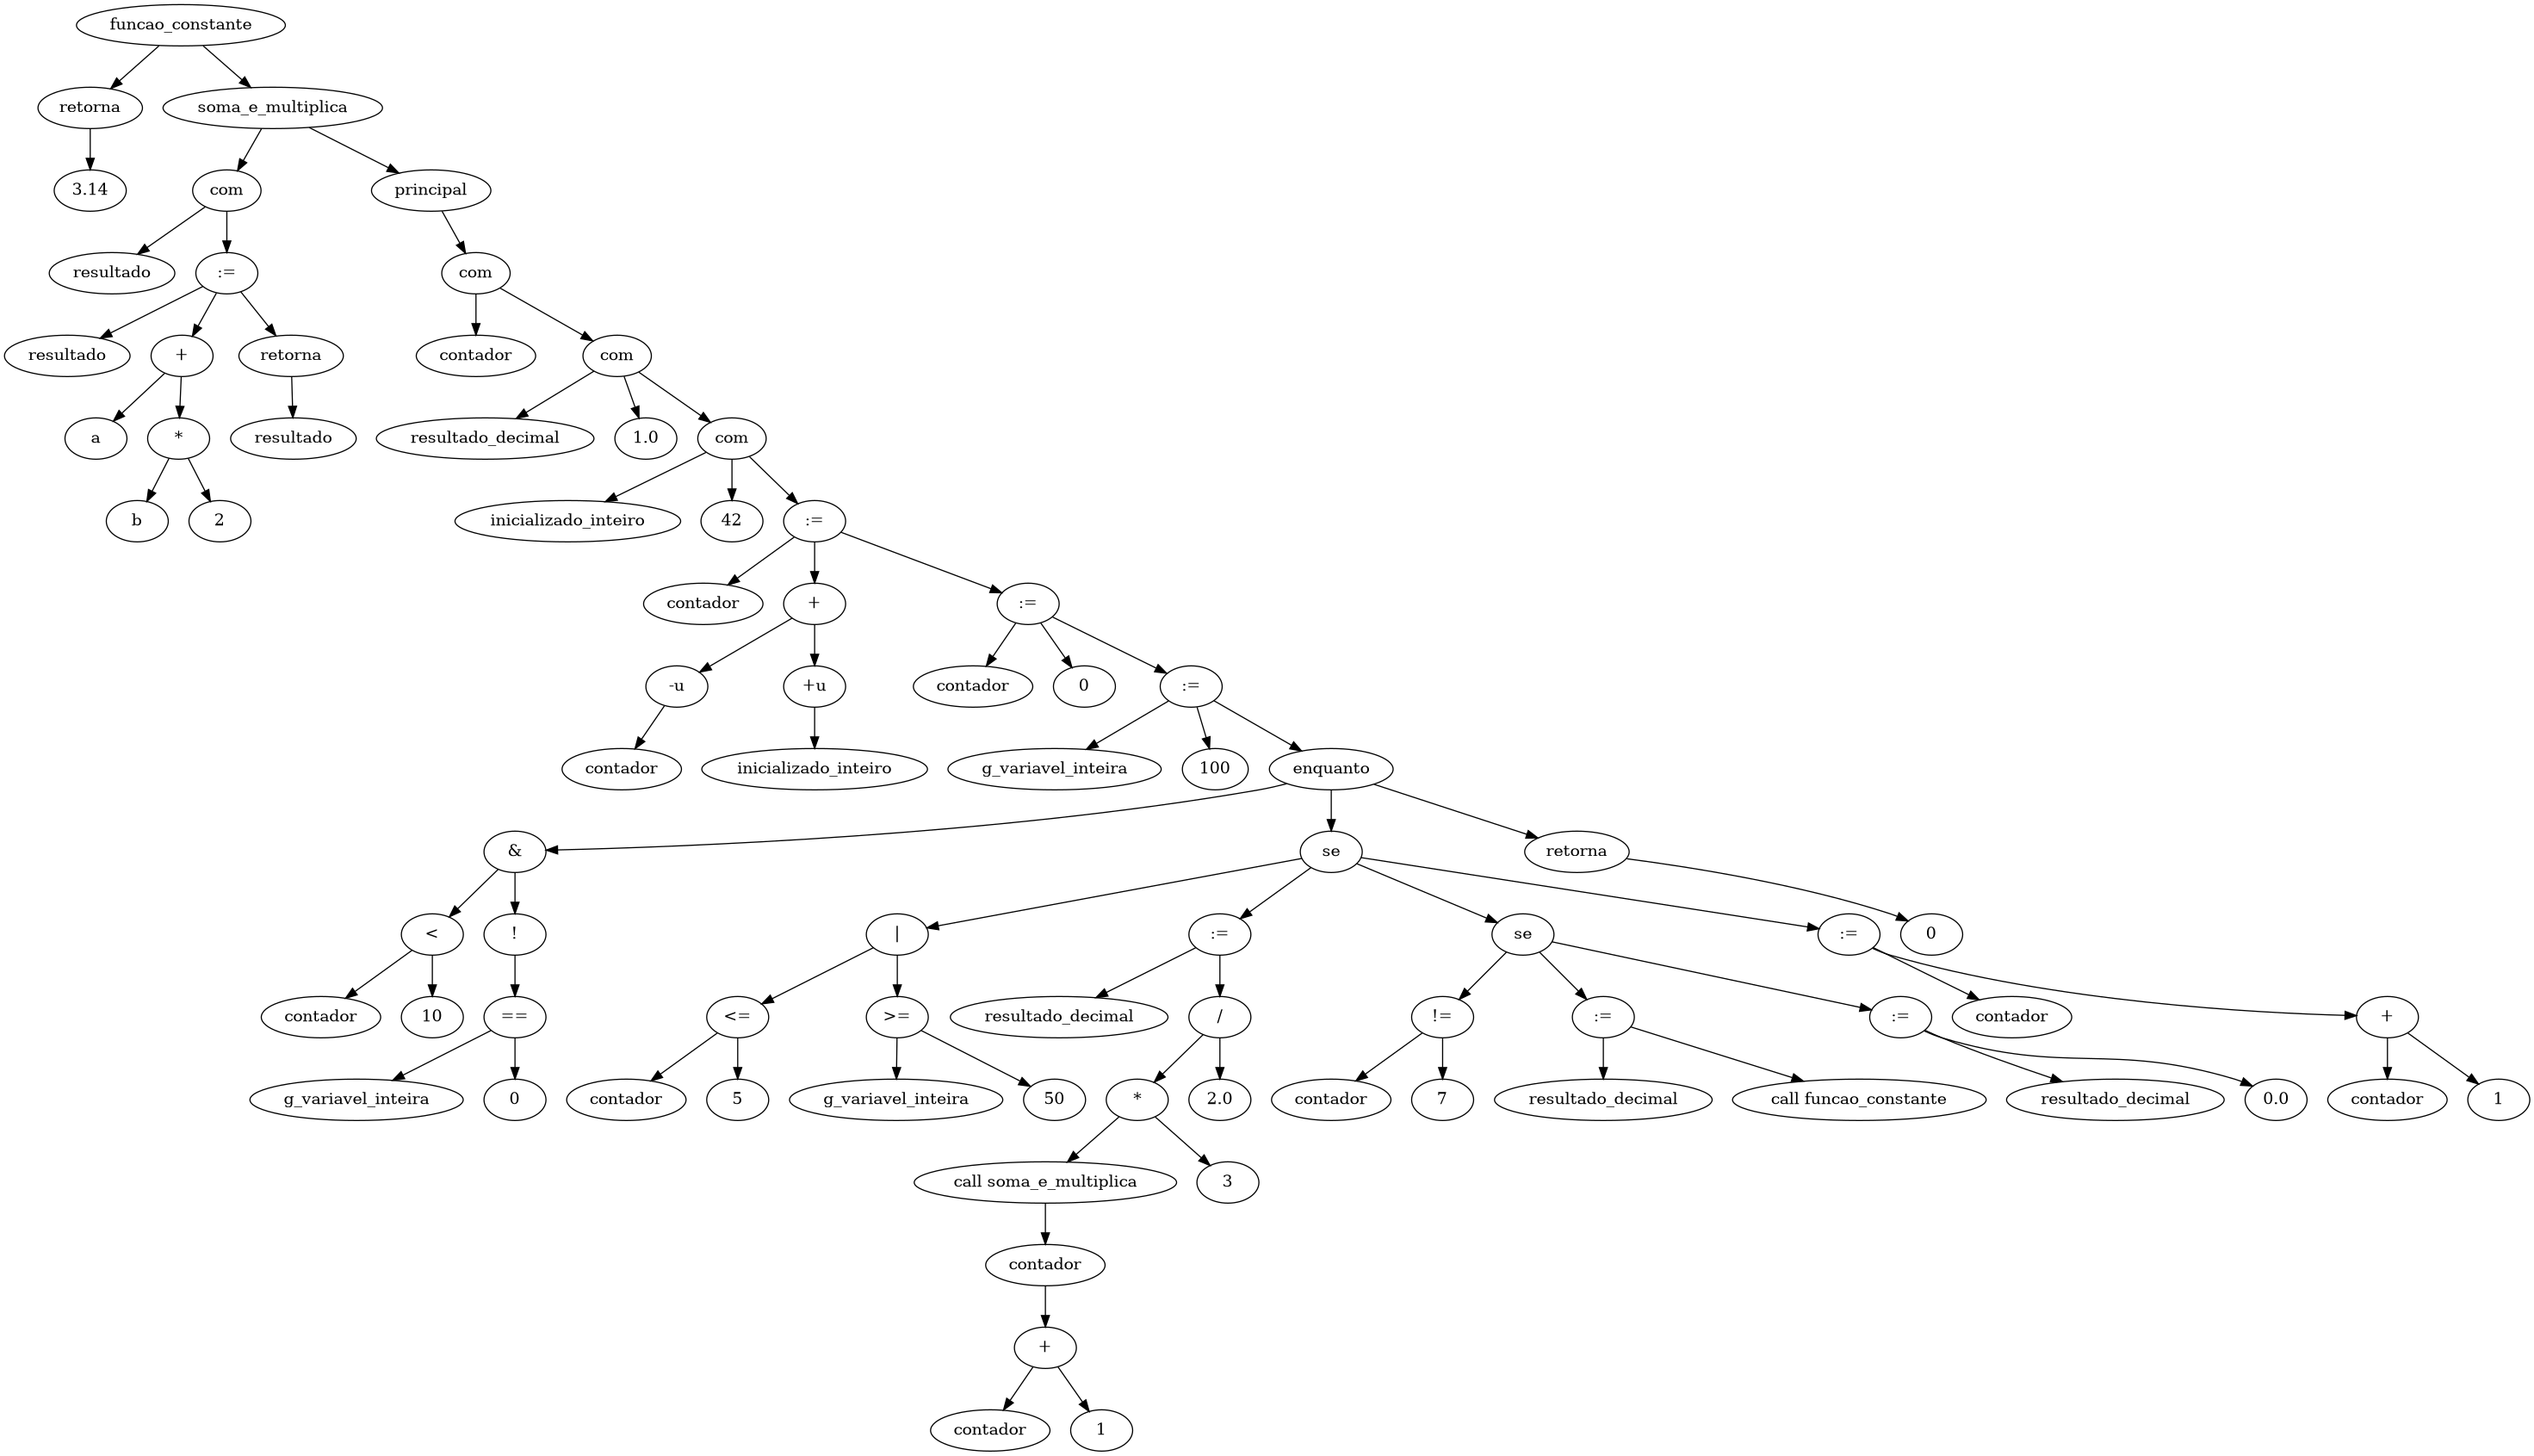 funcao_constante
retorna
soma_e_multiplica
3.14
com
principal
resultado
:=
com
resultado
+
retorna
contador
com
a
*
resultado
resultado_decimal
1.0
com
b
2
inicializado_inteiro
42
:=
contador
+
:=
-u
+u
contador
0
:=
contador
inicializado_inteiro
g_variavel_inteira
100
enquanto
&
se
retorna
<
!
|
:=
se
:=
0
contador
10
==
<=
>=
resultado_decimal
/
!=
:=
:=
contador
+
g_variavel_inteira
0
contador
5
g_variavel_inteira
50
*
2.0
contador
7
resultado_decimal
call funcao_constante
resultado_decimal
0.0
contador
1
call soma_e_multiplica
3
contador
+
contador
1